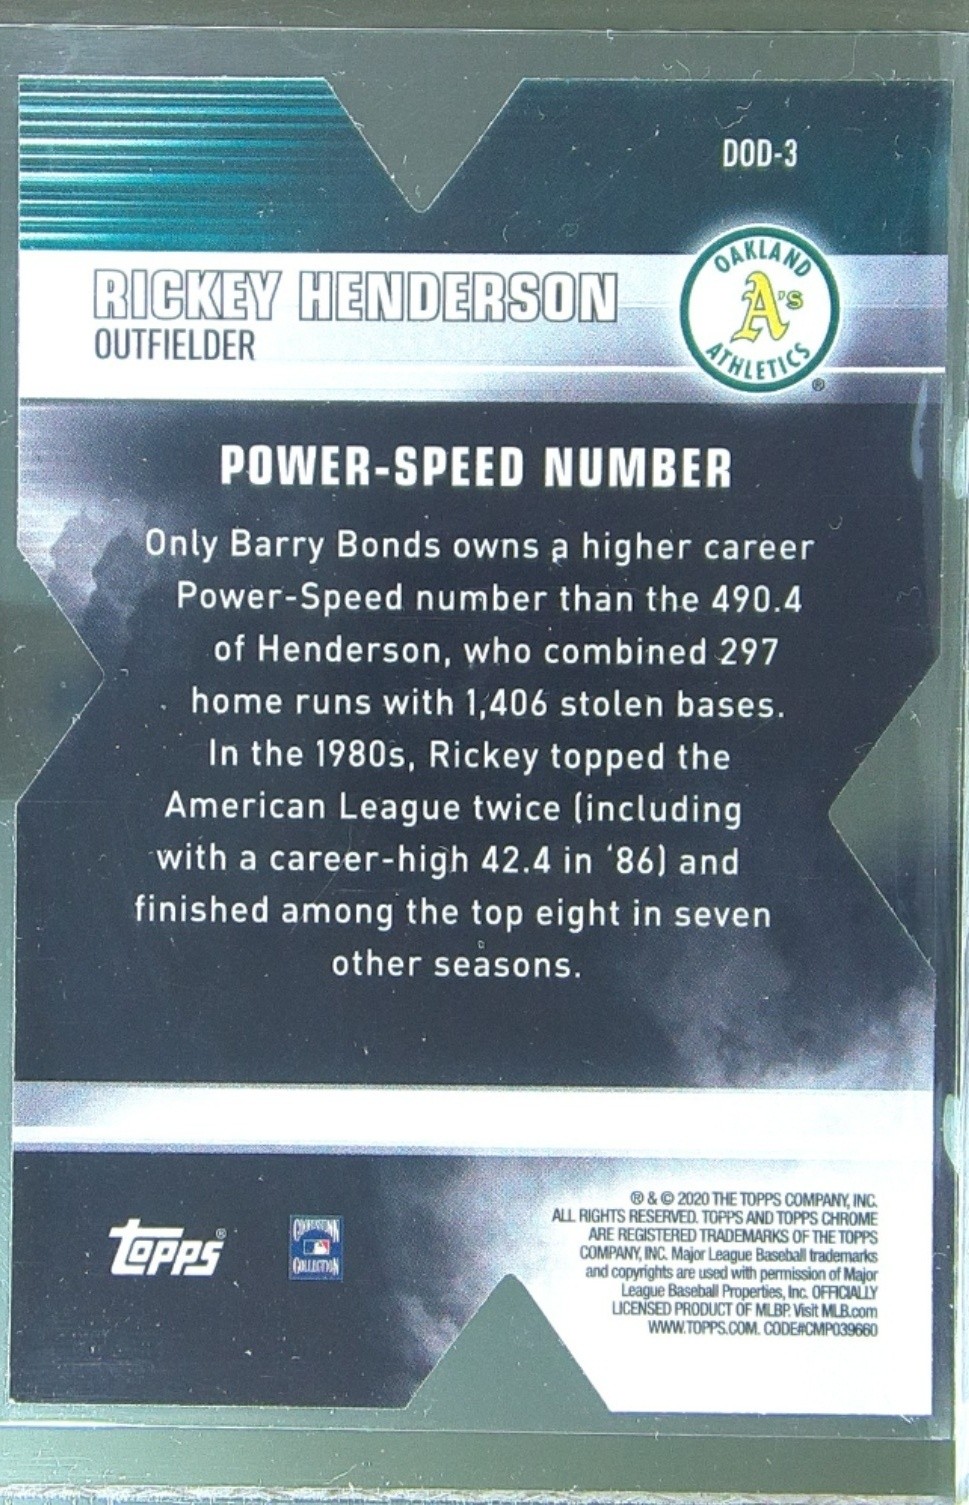 DOD-3
RICKEY HENDERSON
OUTFIELDER
OAKLAND
A's
ATHLETICS
®
POWER-SPEED NUMBER
Only Barry Bonds owns a higher career
Power-Speed number than the 490.4
of Henderson, who combined 297
home runs with 1,406 stolen bases.
In the 1980s, Rickey topped the
American League twice (including
with a career-high 42.4 in ‘86) and
finished among the top eight in seven
other seasons.
topps®
COOPERSTOWN
COLLECTION
® & © 2020 THE TOPPS COMPANY, INC.
ALL RIGHTS RESERVED. TOPPS AND TOPPS CHROME
ARE REGISTERED TRADEMARKS OF THE TOPPS
COMPANY, INC. Major League Baseball trademarks
and copyrights are used with permission of Major
League Baseball Properties, Inc. OFFICIALLY
LICENSED PRODUCT OF MLBP. Visit MLB.com
WWW.TOPPS.COM. CODE#CMP039660